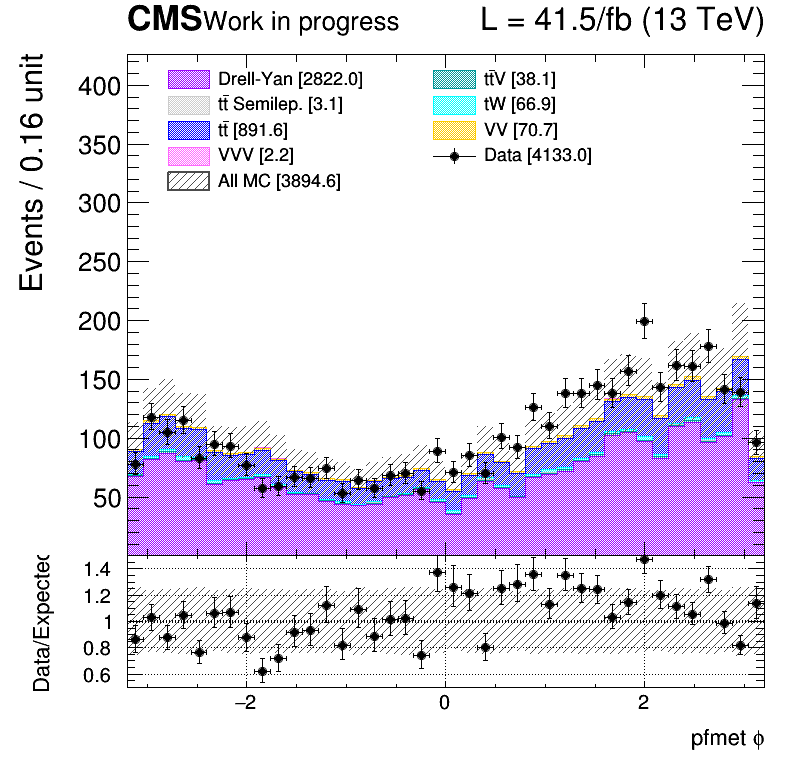 CMS Work in progress L = 41.5/fb (13 TeV)
Events / 0.16 unit
400
350
300
250
200
150
100
50
Drell-Yan [2822.0]
tt̄ Semilep. [3.1]
tt̄ [891.6]
VVV [2.2]
All MC [3894.6]
tt̄V [38.1]
tW [66.9]
VV [70.7]
Data [4133.0]
Data/Expected
1.4
1.2
1
0.8
0.6
−2 0 2
pfmet ϕ